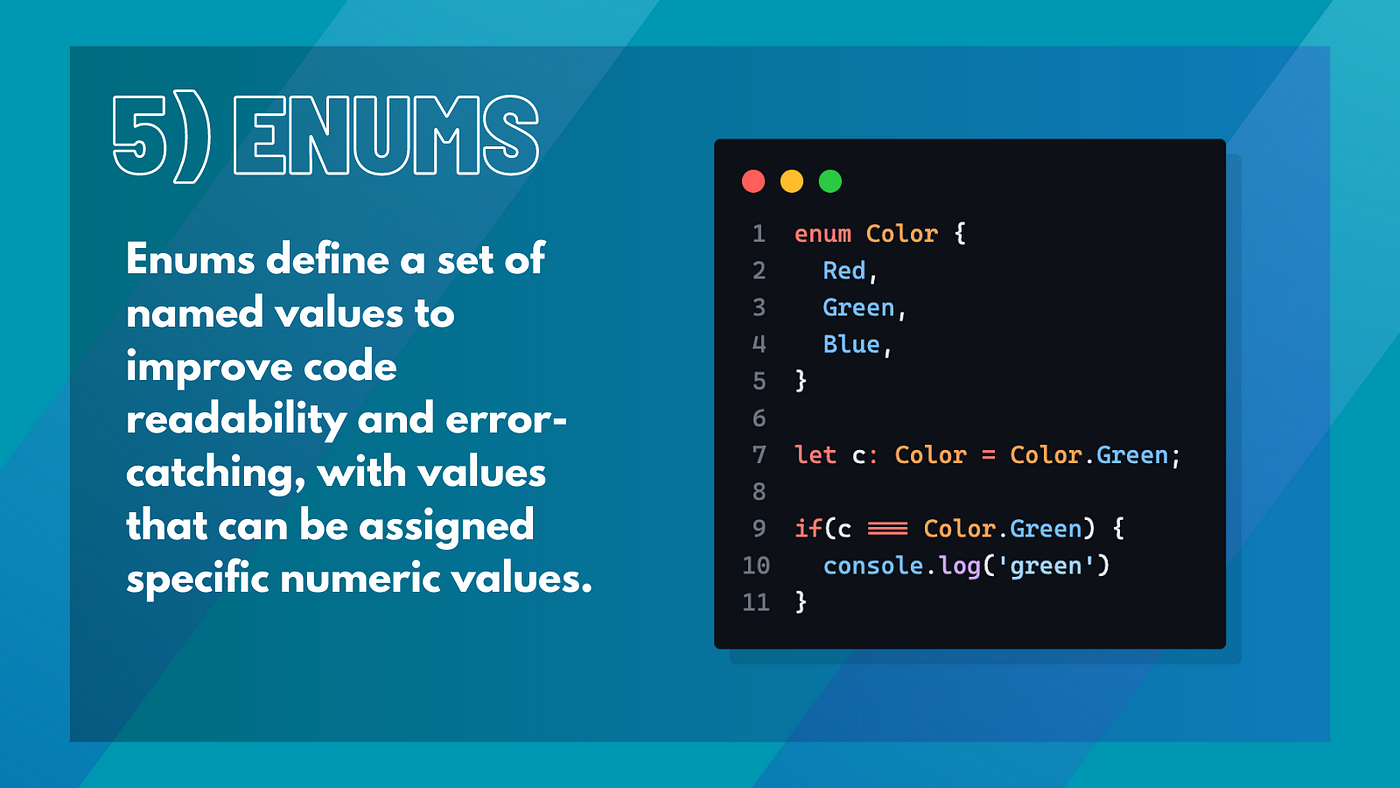 5) ENUMS
Enums define a set of
named values to
improve code
readability and error-
catching, with values
that can be assigned
specific numeric values.
1 enum Color {
2   Red,
3   Green,
4   Blue,
5 }
6
7 let c: Color = Color.Green;
8
9 if(c === Color.Green) {
10   console.log('green')
11 }